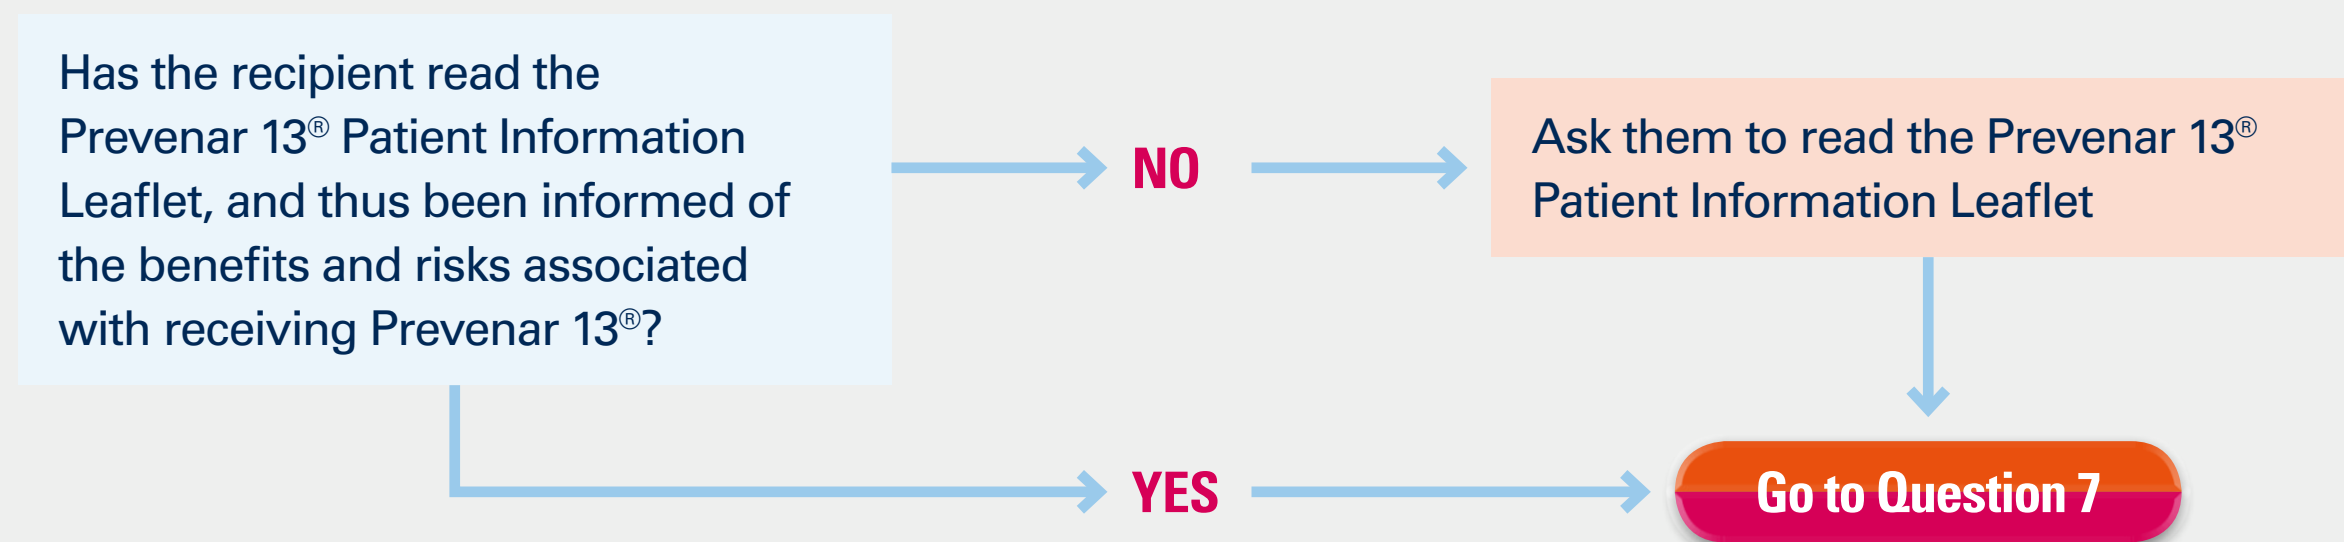 Has the recipient read the
Prevenar 13® Patient Information
Leaflet, and thus been informed of
the benefits and risks associated
with receiving Prevenar 13®?
NO
Ask them to read the Prevenar 13®
Patient Information Leaflet
YES
Go to Question 7